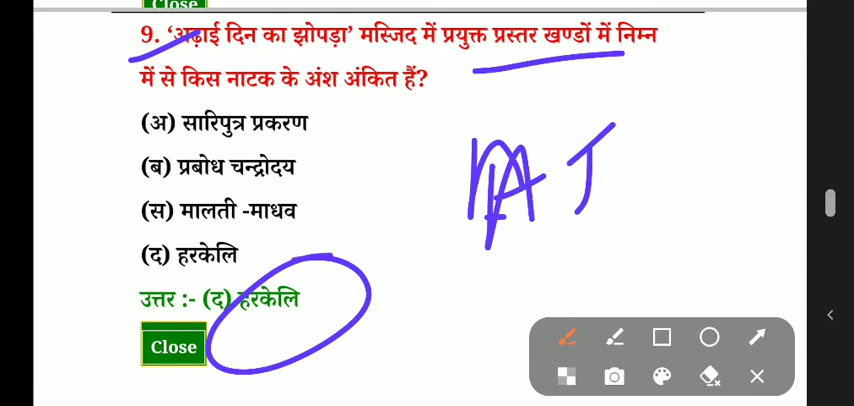 Close
9. ‘अढ़ाई दिन का झोपड़ा’ मस्जिद में प्रयुक्त प्रस्तर खण्डों में निम्न
में से किस नाटक के अंश अंकित हैं?
(अ) सारिपुत्र प्रकरण
(ब) प्रबोध चन्द्रोदय
(स) मालती -माधव
(द) हरकेलि
उत्तर :- (द) हरकेलि
Close